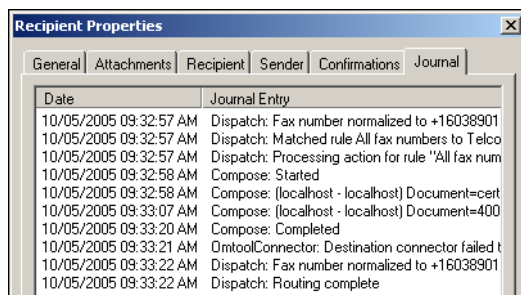 Recipient Properties
General Attachments Recipient Sender Confirmations Journal
Date Journal Entry
10/05/2005 09:32:57 AM Dispatch: Fax number normalized to +16038901
10/05/2005 09:32:57 AM Dispatch: Matched rule All fax numbers to Telco
10/05/2005 09:32:57 AM Dispatch: Processing action for rule "All fax num
10/05/2005 09:32:58 AM Compose: Started
10/05/2005 09:32:58 AM Compose: (localhost - localhost) Document=cert
10/05/2005 09:33:07 AM Compose: (localhost - localhost) Document=400
10/05/2005 09:33:20 AM Compose: Completed
10/05/2005 09:33:21 AM OmtoolConnector: Destination connector failed t
10/05/2005 09:33:22 AM Dispatch: Fax number normalized to +16038901
10/05/2005 09:33:22 AM Dispatch: Routing complete